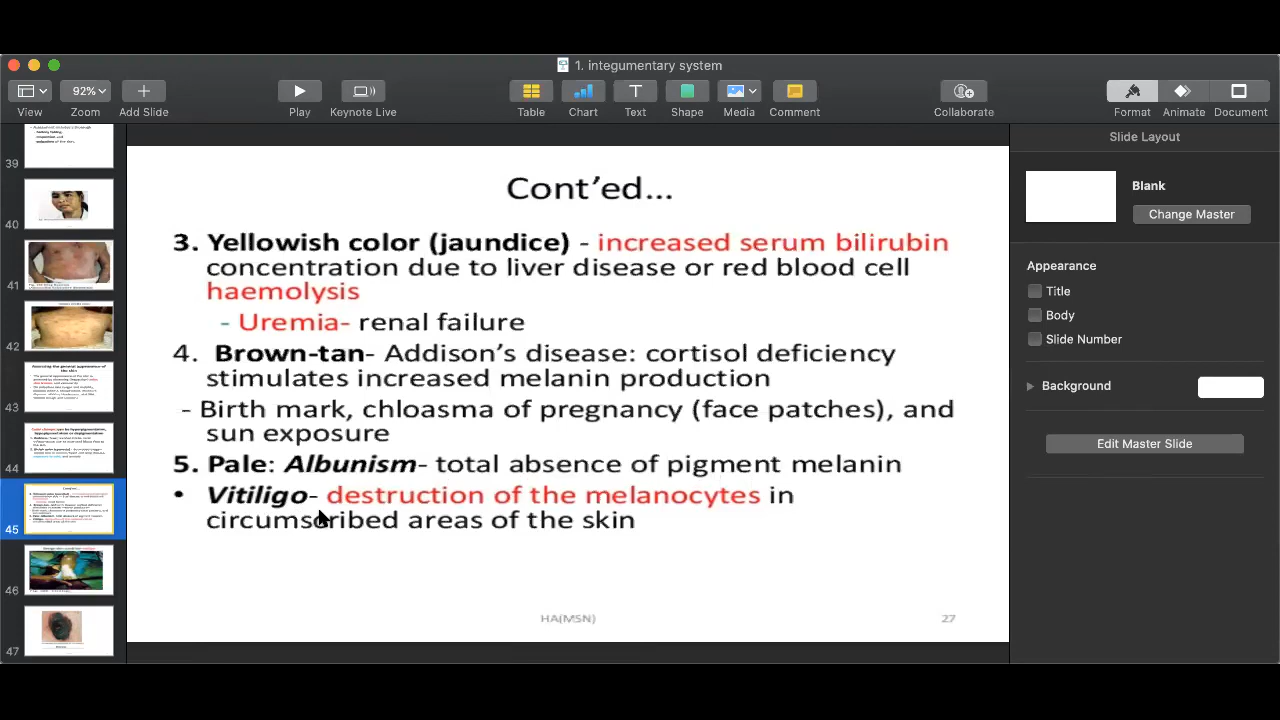 1. integumentary system
92%
View
Zoom
Add Slide
Play
Keynote Live
Table
Chart
Text
Shape
Media
Comment
Collaborate
Format
Animate
Document
39
40
41
42
43
44
45
46
47
Cont'ed...
3. Yellowish color (jaundice) - increased serum bilirubin
concentration due to liver disease or red blood cell
haemolysis
- Uremia- renal failure
4. Brown-tan- Addison's disease: cortisol deficiency
stimulates increased melanin production
- Birth mark, chloasma of pregnancy (face patches), and
sun exposure
5. Pale: Albunism- total absence of pigment melanin
• Vitiligo- destruction of the melanocytes in
circumscribed areas of the skin
HA(MSN)
27
Slide Layout
Blank
Change Master
Appearance
Title
Body
Slide Number
Background
Edit Master Slide